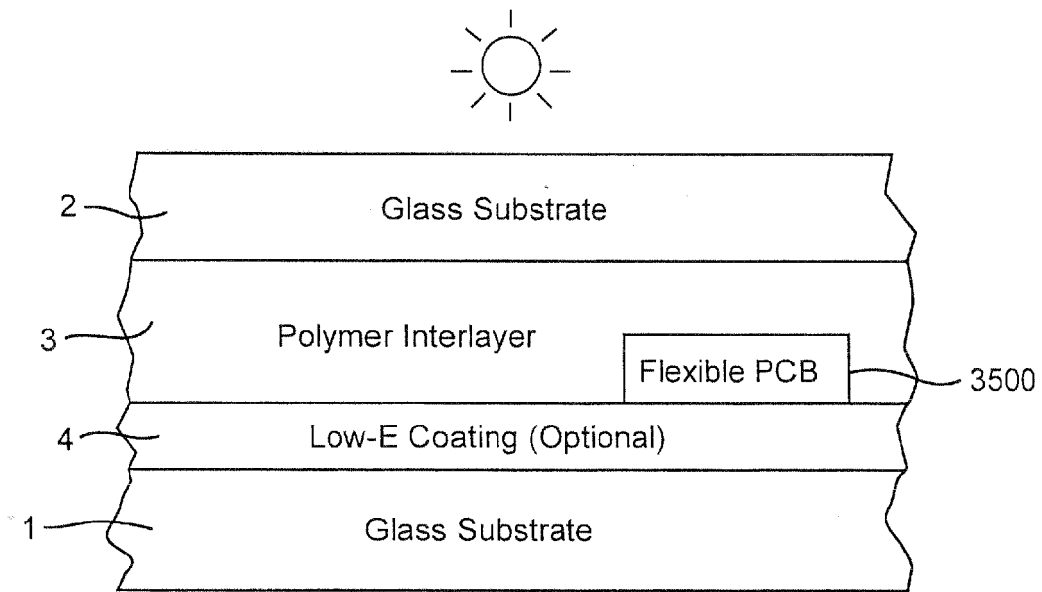 2
Glass Substrate
3
Polymer Interlayer
Flexible PCB
3500
4
Low-E Coating (Optional)
1
Glass Substrate